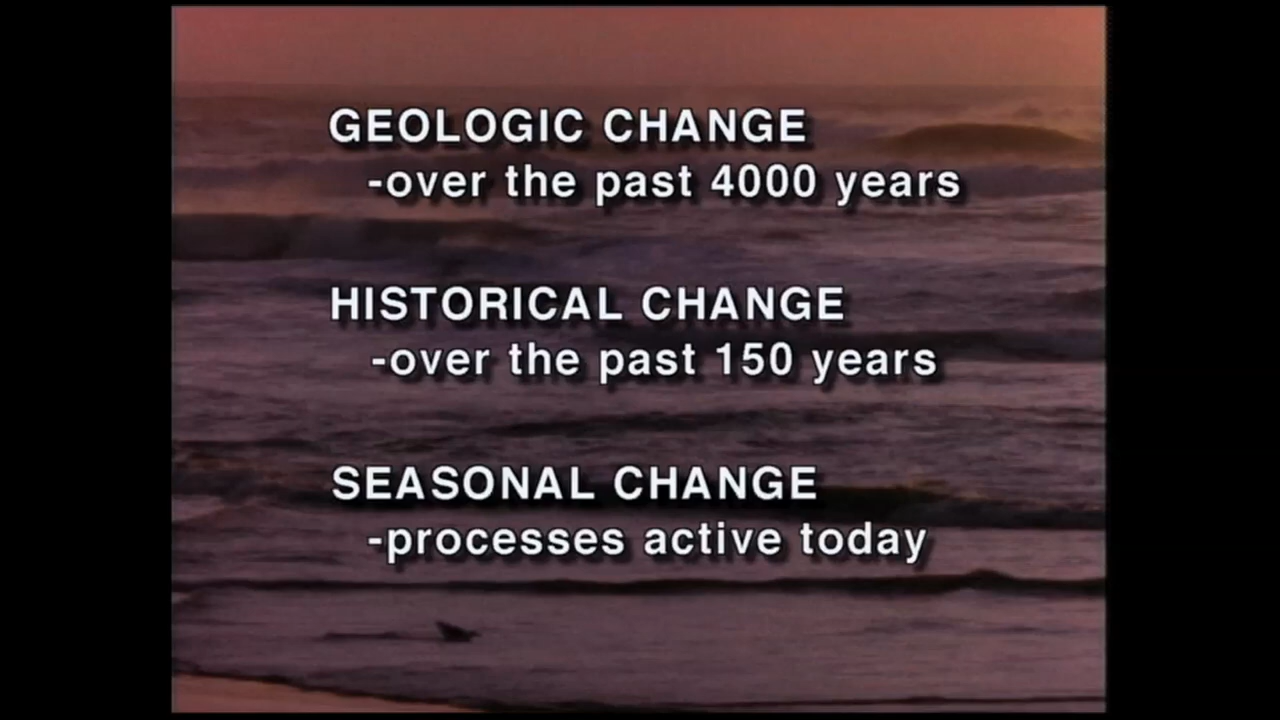 GEOLOGIC CHANGE
-over the past 4000 years
HISTORICAL CHANGE
-over the past 150 years
SEASONAL CHANGE
-processes active today